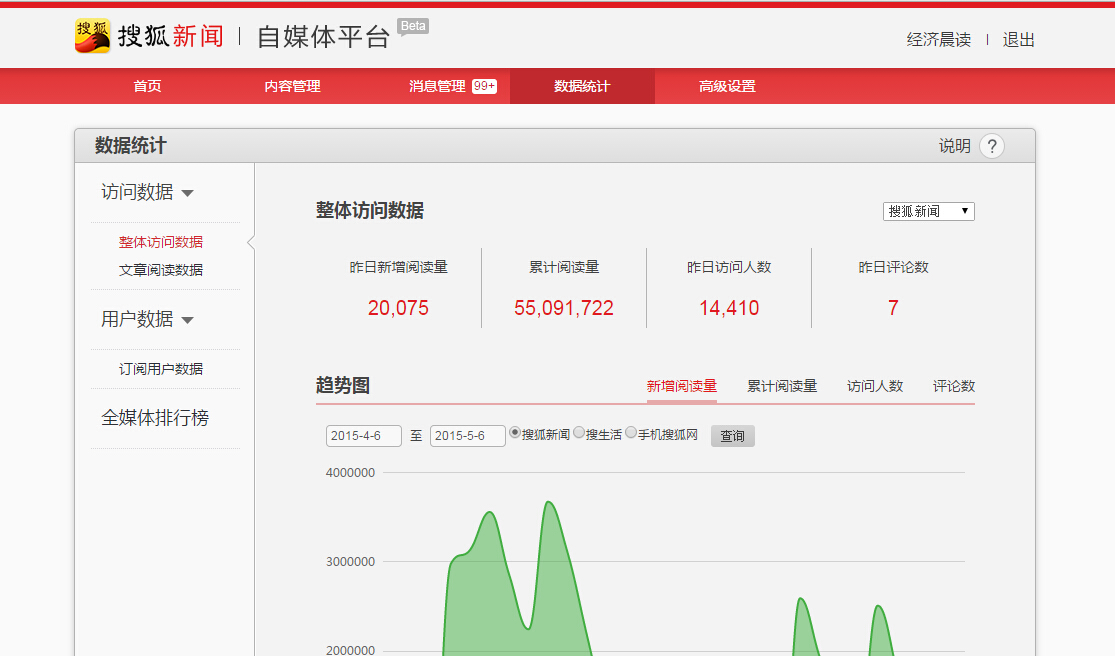 搜狐 搜狐新闻 | 自媒体平台 Beta
经济晨读 | 退出
首页 内容管理 消息管理 99+ 数据统计 高级设置
数据统计 说明 ?
访问数据
整体访问数据
文章阅读数据
用户数据
订阅用户数据
全媒体排行榜
整体访问数据 搜狐新闻
昨日新增阅读量 累计阅读量 昨日访问人数 昨日评论数
20,075 55,091,722 14,410 7
趋势图 新增阅读量 累计阅读量 访问人数 评论数
2015-4-6 至 2015-5-6 搜狐新闻 搜生活 手机搜狐网 查询
4000000
3000000
2000000